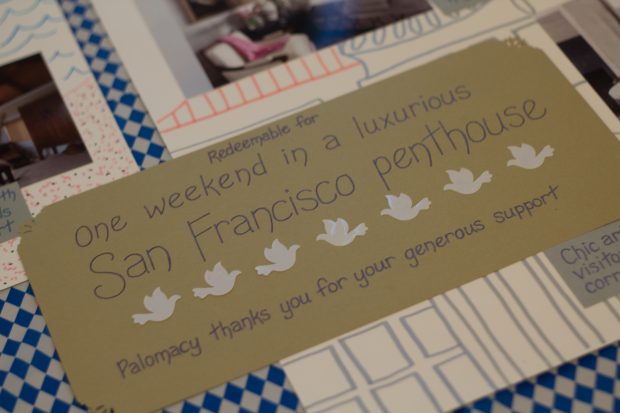 Redeemable for
one weekend in a luxurious
San Francisco penthouse
Palomacy thanks you for your generous support
Chic an
visito
corn